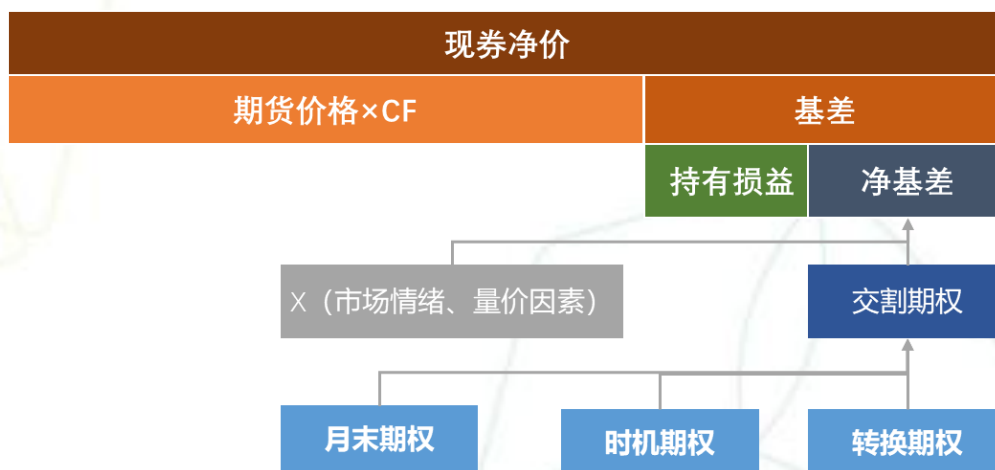 现券净价
期货价格×CF
基差
持有损益
净基差
X（市场情绪、量价因素）
交割期权
月末期权
时机期权
转换期权